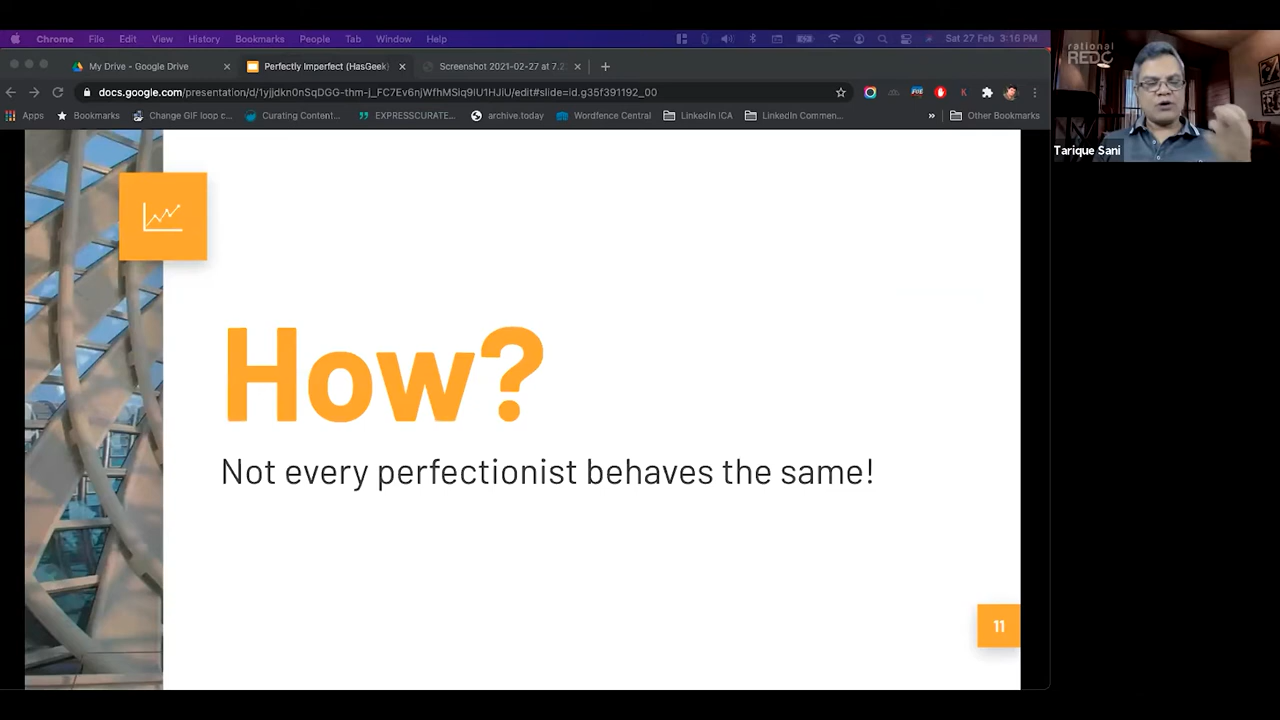 Chrome File Edit View History Bookmarks People Tab Window Help Sat 27 Feb 3:16 PM
My Drive - Google Drive Perfectly Imperfect (HasGeek) Screenshot 2021-02-27 at 7.2
docs.google.com/presentation/d/1yjjdkn0nSqDGG-thm-j_FC7Ev6njWfhMSiq9IU1HJlU/edit#slide=id.g35f391192_00
Apps Bookmarks Change GIF loop c... Curating Content... EXPRESSCURATE... archive.today Wordfence Central LinkedIn ICA LinkedIn Commen... » Other Bookmarks
rational
REDC
Tarique Sani
How?
Not every perfectionist behaves the same!
11